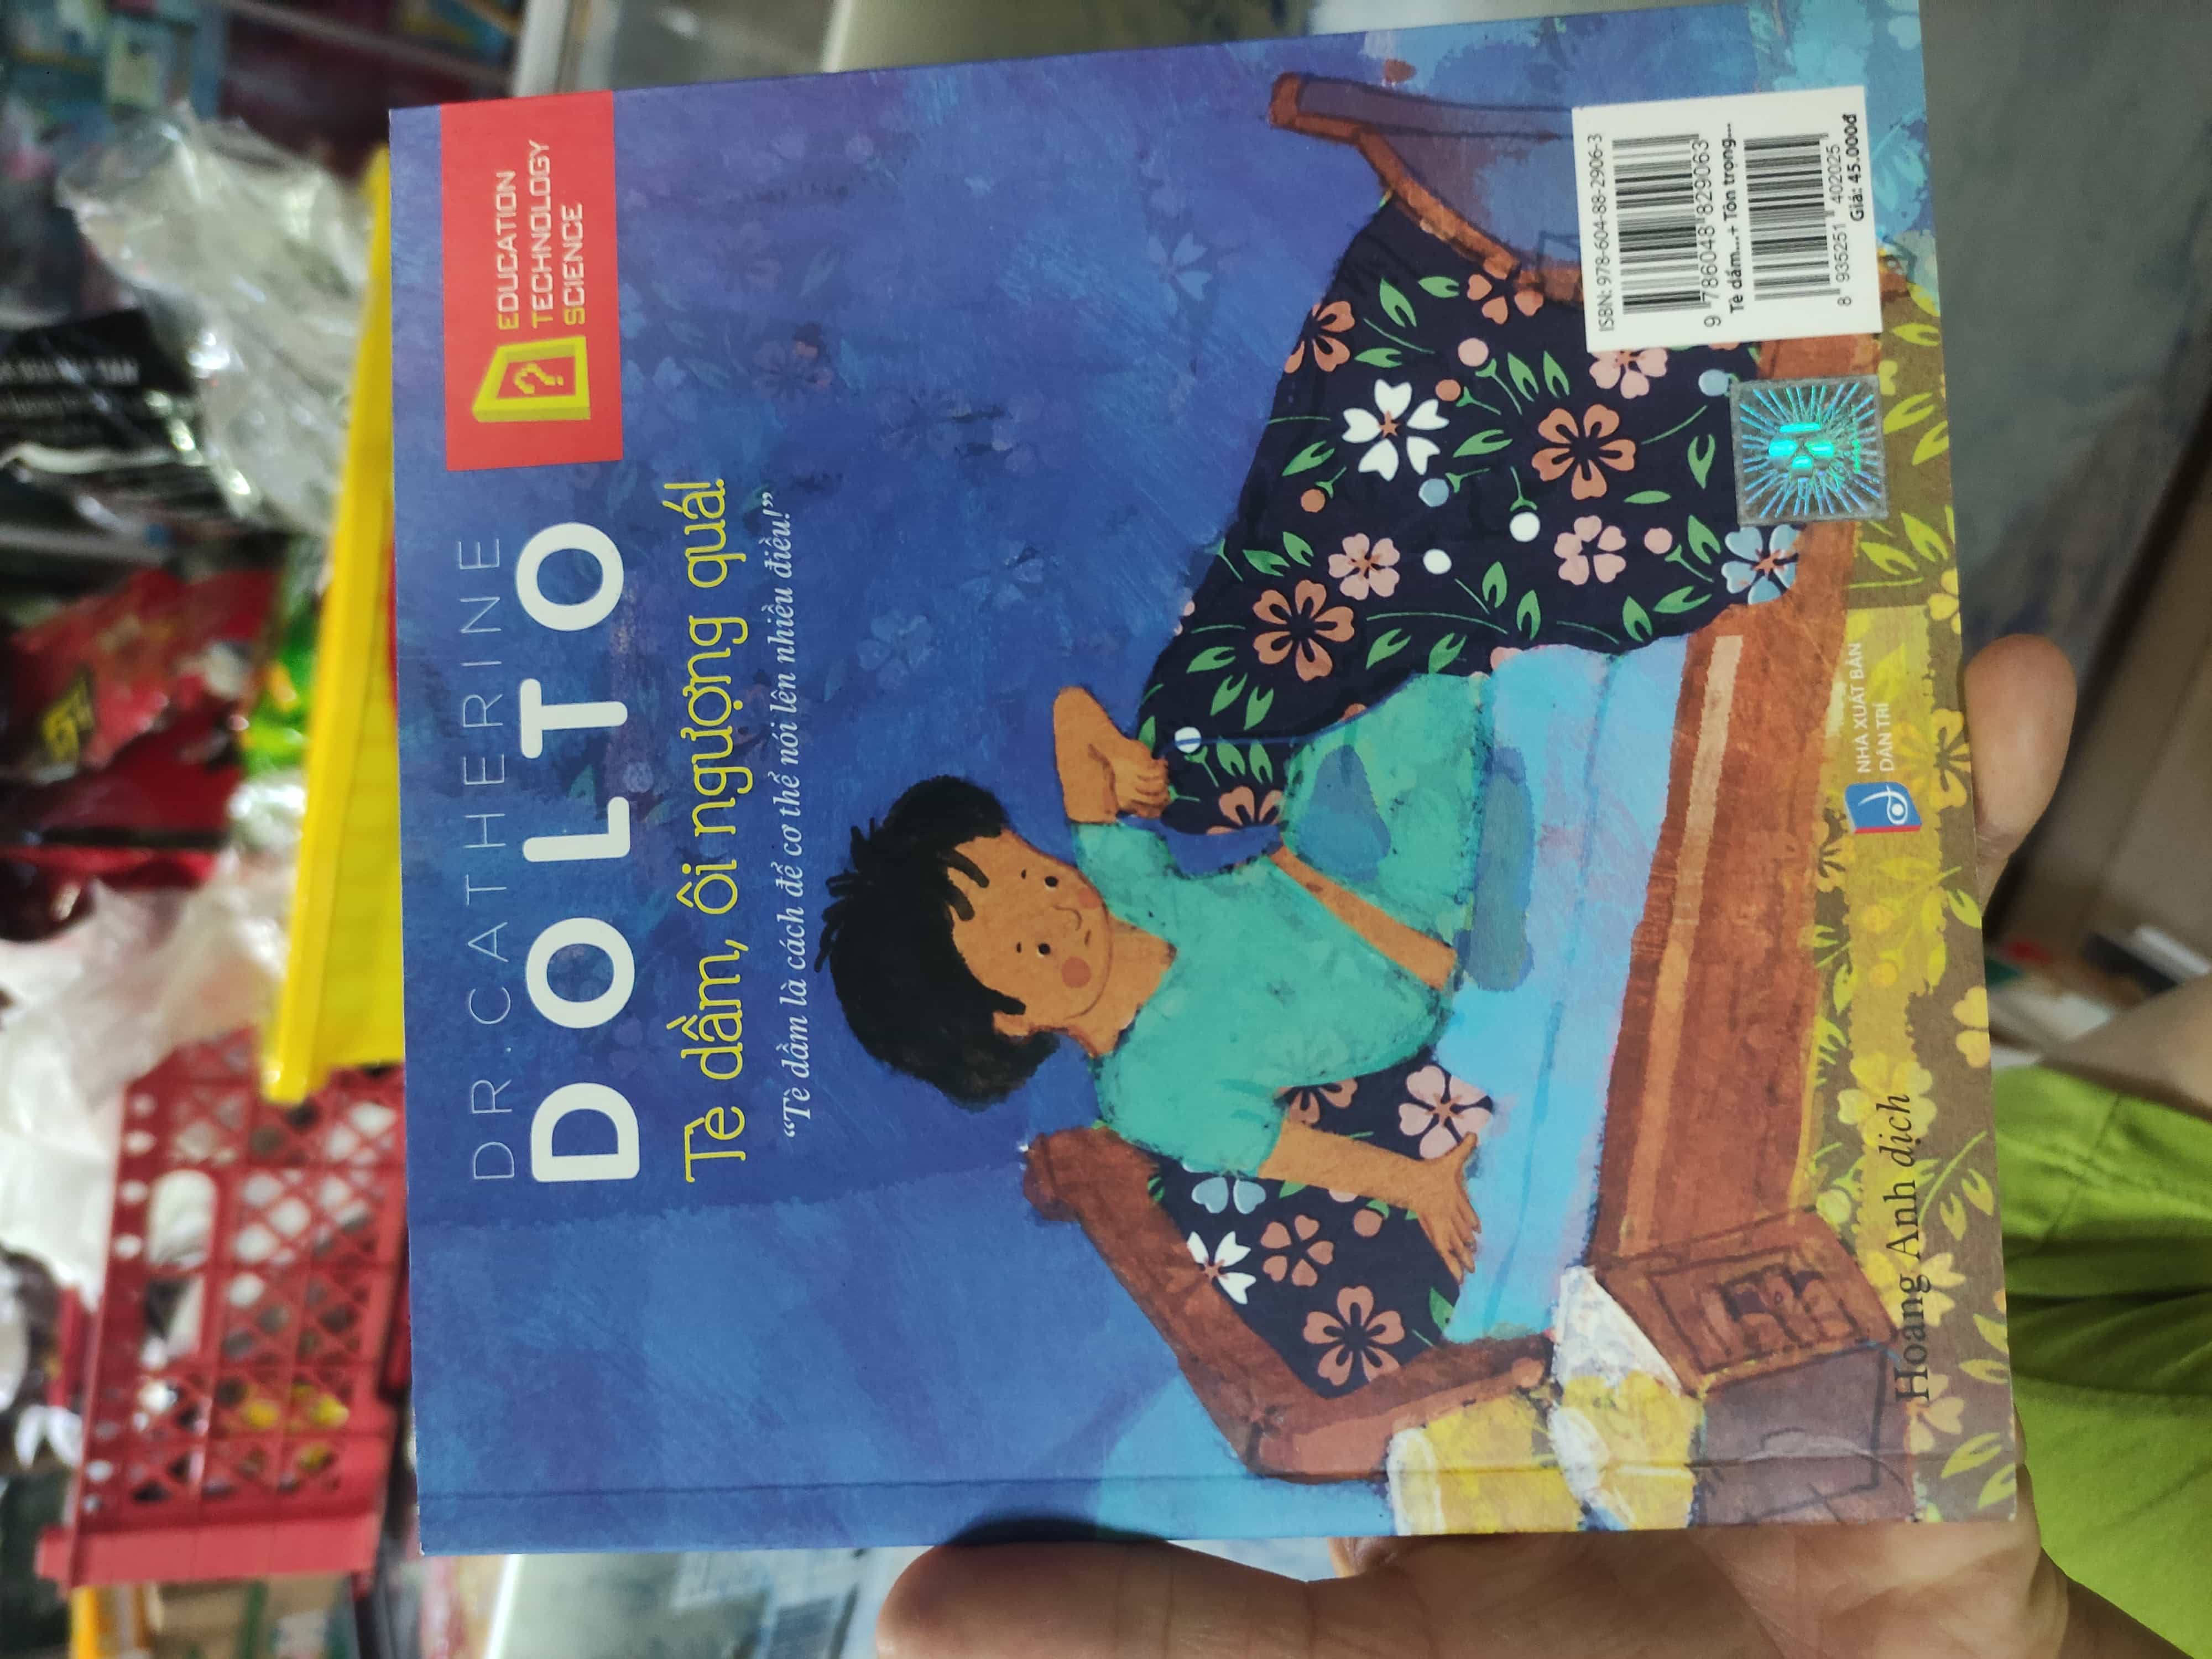 DR. CATHERINE
DOLTO
EDUCATION
TECHNOLOGY
SCIENCE
Tè dầm, Ôi ngượng quá!
“Tè dầm là cách để cơ thể nói lên nhiều điều!”
Hoàng Anh dịch
NHÀ XUẤT BẢN
DÂN TRÍ
ISBN: 978-604-88-2906-3
9 786048 829063
Tè dầm...+ Tôn trọng...
8 935251 402025
Giá: 45.000đ